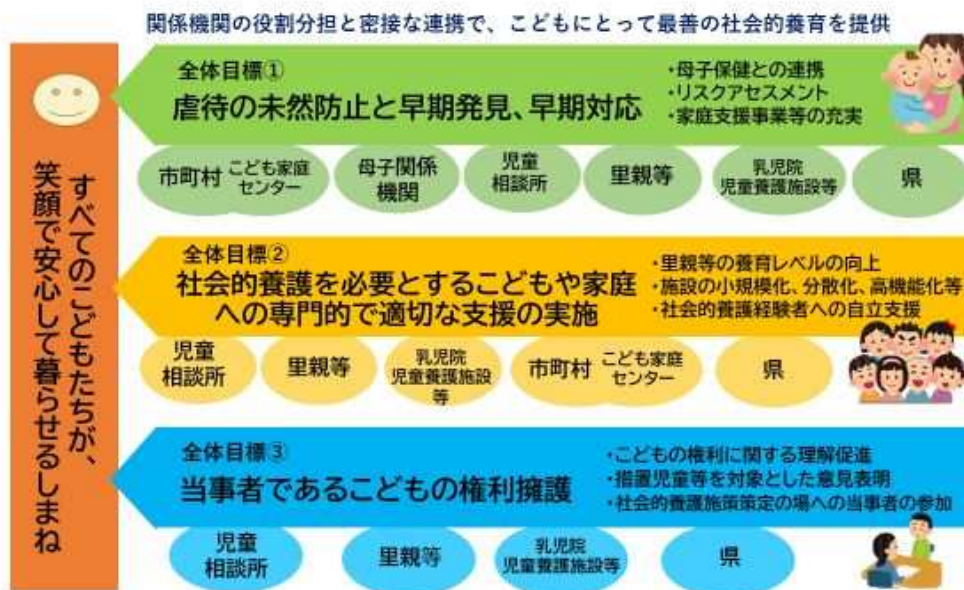 関係機関の役割分担と密接な連携で、こどもにとって最善の社会的養育を提供
すべてのこどもたちが、
笑顔で安心して暮らせるしまね
全体目標①
虐待の未然防止と早期発見、早期対応
・母子保健との連携
・リスクアセスメント
・家庭支援事業等の充実
市町村 こども家庭
センター
母子関係
機関
児童
相談所
里親等
乳児院
児童養護施設等
県
全体目標②
社会的養護を必要とするこどもや家庭
への専門的で適切な支援の実施
・里親等の養育レベルの向上
・施設の小規模化、分散化、高機能化等
・社会的養護経験者への自立支援
児童
相談所
里親等
乳児院
児童養護施設
等
市町村 こども家庭
センター
県
全体目標③
当事者であるこどもの権利擁護
・こどもの権利に関する理解促進
・措置児童等を対象とした意見表明
・社会的養護施策策定の場への当事者の参加
児童
相談所
里親等
乳児院
児童養護施設等
県